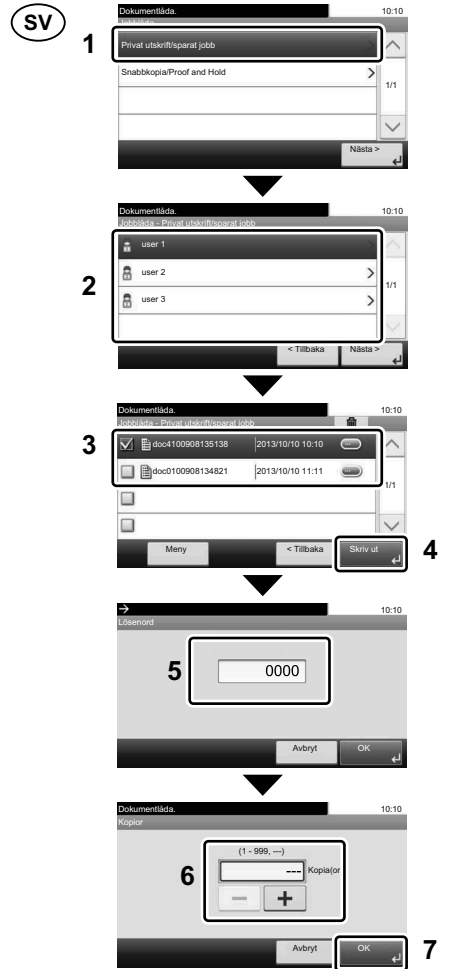 SV
Dokumentlåda. 10:10
Jobblåda
1
Privat utskrift/sparat jobb
Snabbkopia/Proof and Hold
1/1
Nästa >
Dokumentlåda. 10:10
Jobblåda - Privat utskrift/sparat jobb
2
user 1
user 2
user 3
1/1
< Tillbaka Nästa >
Dokumentlåda. 10:10
Jobblåda - Privat utskrift/sparat jobb
3
doc4100908135138 2013/10/10 10:10
doc0100908134821 2013/10/10 11:11
1/1
Meny < Tillbaka Skriv ut 4
10:10
Lösenord
5 0000
Avbryt OK
Dokumentlåda. 10:10
Kopior
(1 - 999, ---)
6 --- Kopia(or
Avbryt OK 7